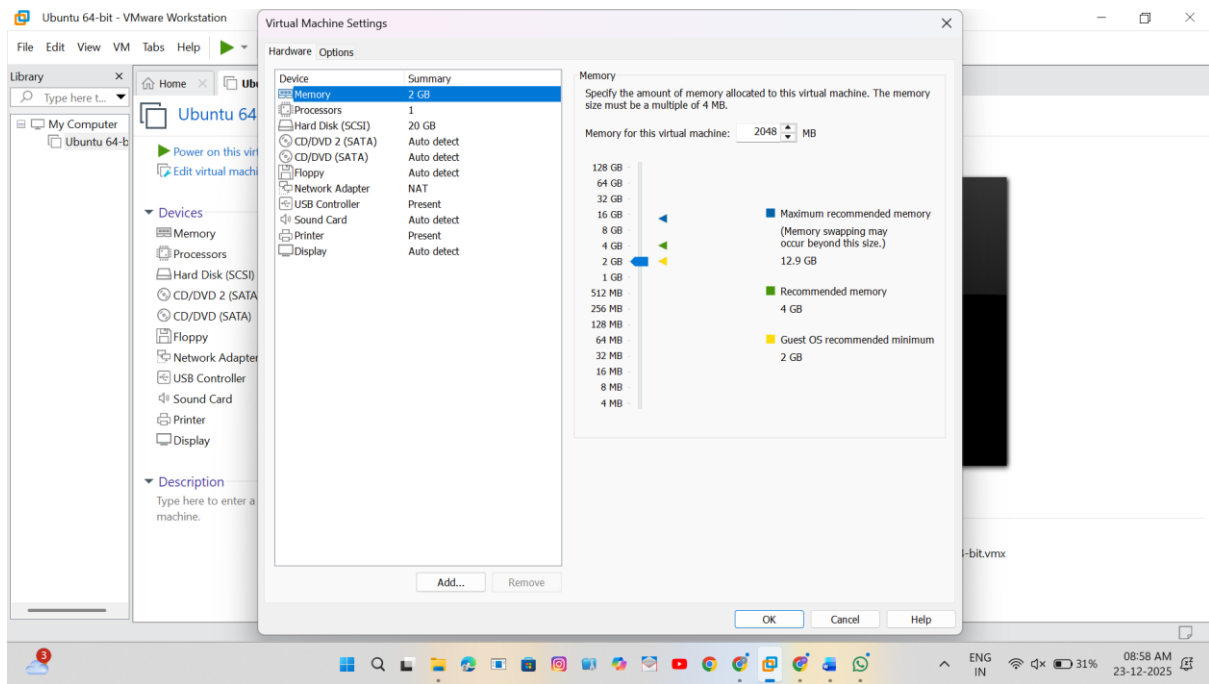 Ubuntu 64-bit - VMware Workstation
File Edit View VM Tabs Help
Library
Type here t...
My Computer
Ubuntu 64-b
Home
Ubu
Ubuntu 64
Power on this virt
Edit virtual machi
Devices
Memory
Processors
Hard Disk (SCSI)
CD/DVD 2 (SATA
CD/DVD (SATA)
Floppy
Network Adapter
USB Controller
Sound Card
Printer
Display
Description
Type here to enter a
machine.
Virtual Machine Settings
Hardware Options
Device Summary
Memory 2 GB
Processors 1
Hard Disk (SCSI) 20 GB
CD/DVD 2 (SATA) Auto detect
CD/DVD (SATA) Auto detect
Floppy Auto detect
Network Adapter NAT
USB Controller Present
Sound Card Auto detect
Printer Present
Display Auto detect
Add... Remove
Memory
Specify the amount of memory allocated to this virtual machine. The memory
size must be a multiple of 4 MB.
Memory for this virtual machine: 2048 MB
128 GB
64 GB
32 GB
16 GB
8 GB
4 GB
2 GB
1 GB
512 MB
256 MB
128 MB
64 MB
32 MB
16 MB
8 MB
4 MB
Maximum recommended memory
(Memory swapping may
occur beyond this size.)
12.9 GB
Recommended memory
4 GB
Guest OS recommended minimum
2 GB
OK Cancel Help
-bit.vmx
3
ENG
IN
31%
08:58 AM
23-12-2025